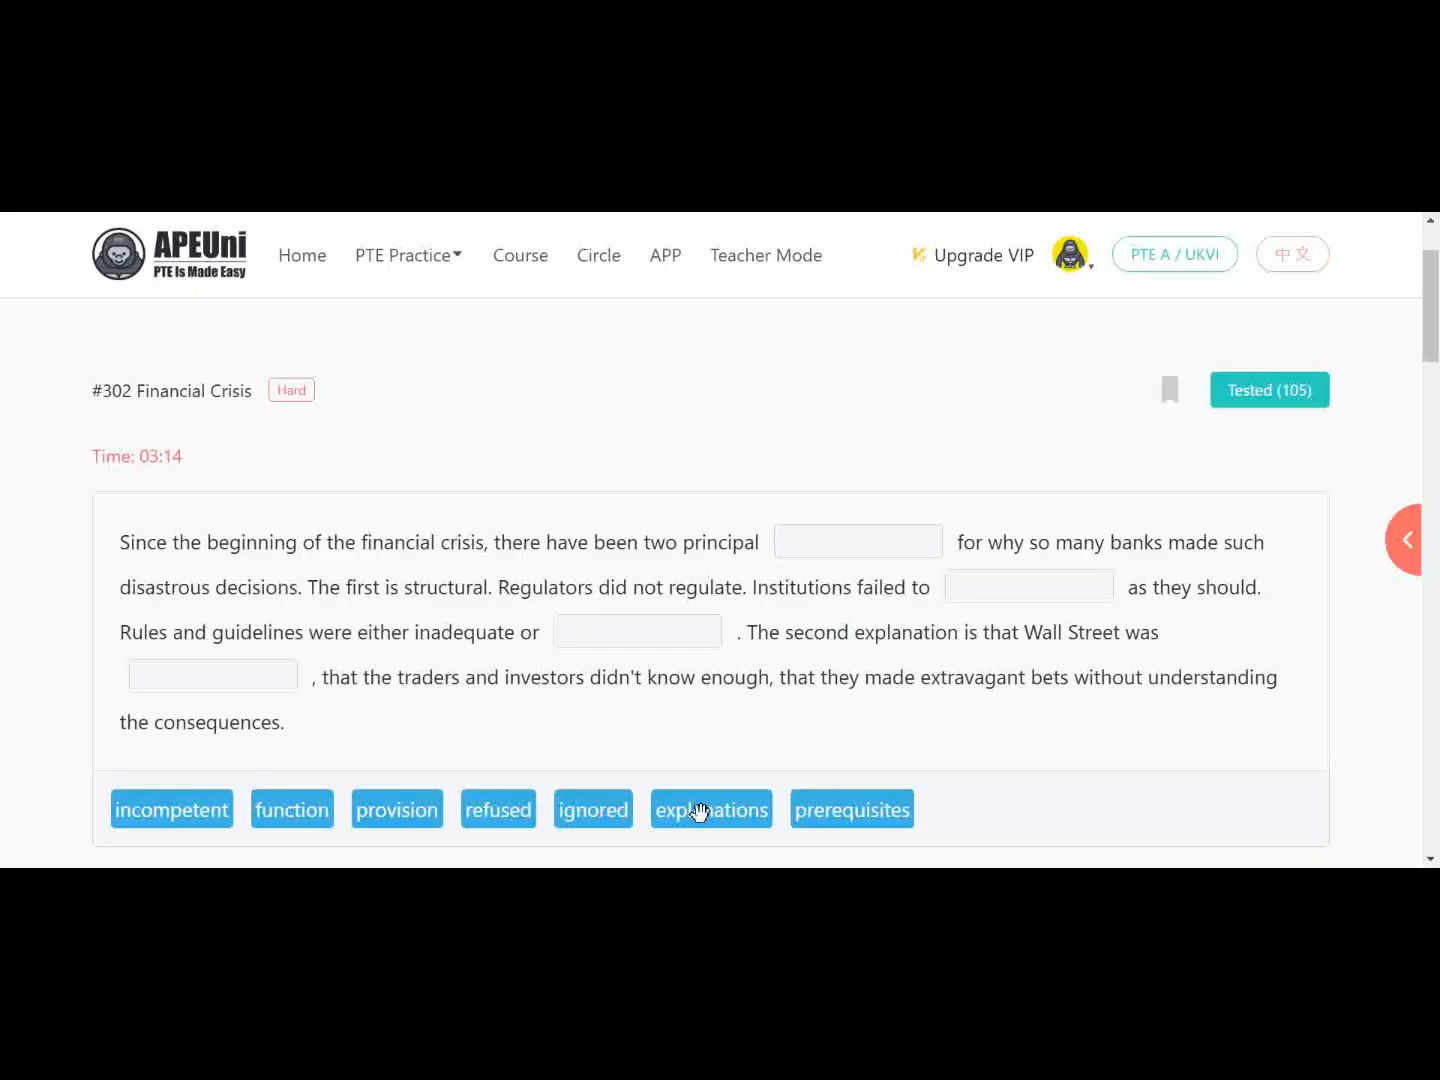 APEUni
PTE Is Made Easy
Home PTE Practice Course Circle APP Teacher Mode Upgrade VIP PTE A / UKVI 中文
#302 Financial Crisis Hard Tested (105)
Time: 03:14
Since the beginning of the financial crisis, there have been two principal for why so many banks made such
disastrous decisions. The first is structural. Regulators did not regulate. Institutions failed to as they should.
Rules and guidelines were either inadequate or . The second explanation is that Wall Street was
, that the traders and investors didn't know enough, that they made extravagant bets without understanding
the consequences.
incompetent function provision refused ignored explanations prerequisites